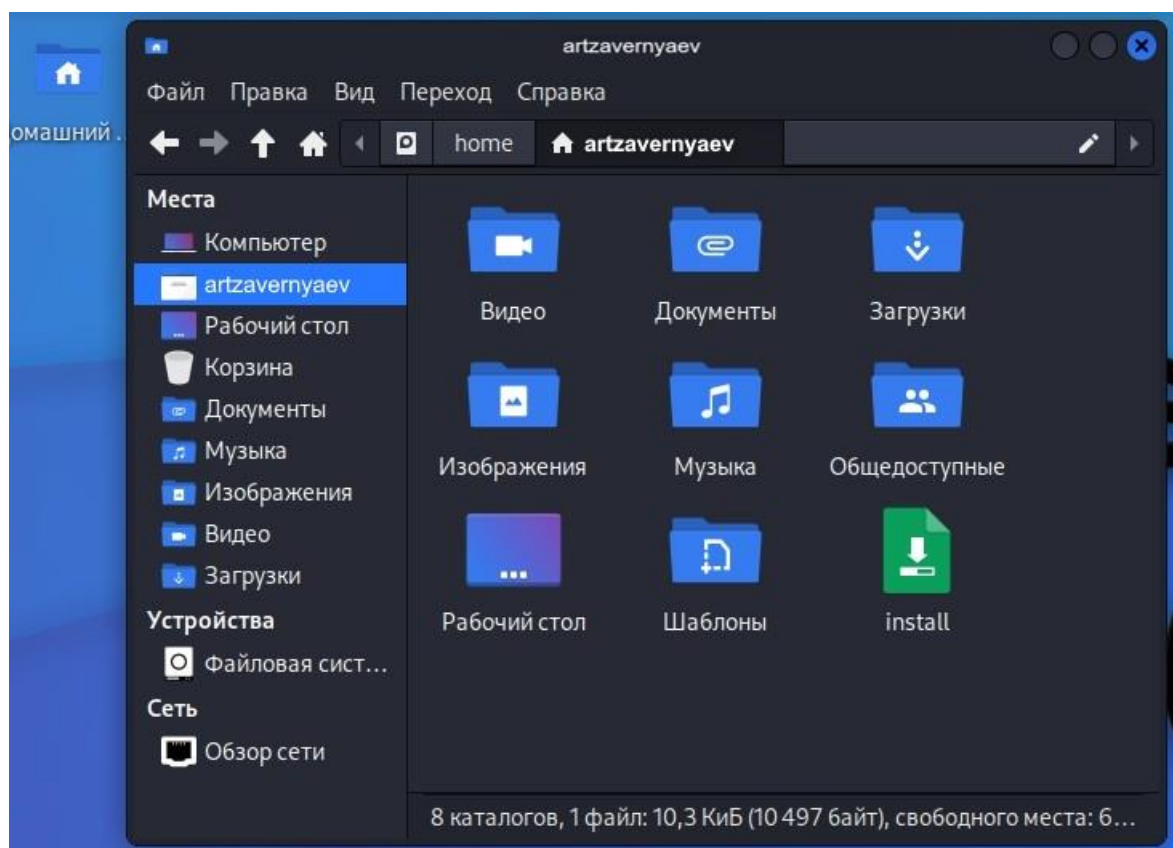 artzavernyaev
Файл Правка Вид Переход Справка
омашний .
home artzavernyaev
Места
Компьютер
artzavernyaev
Рабочий стол
Корзина
Документы
Музыка
Изображения
Видео
Загрузки
Устройства
Файловая сист...
Сеть
Обзор сети
Видео Документы Загрузки
Изображения Музыка Общедоступные
Рабочий стол Шаблоны install
8 каталогов, 1 файл: 10,3 КиБ (10 497 байт), свободного места: 6...